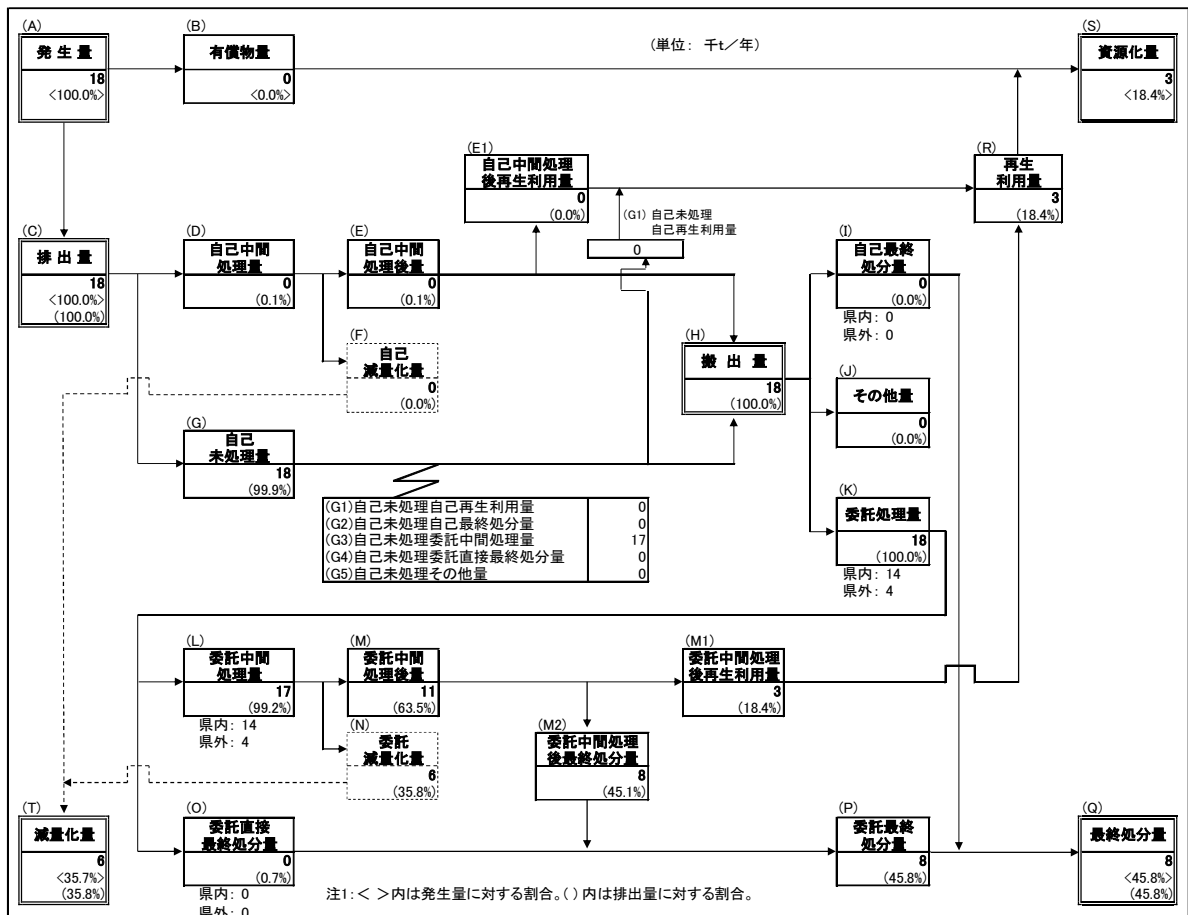 (A)
発 生 量
18
<100.0%>
(B)
有償物量
0
<0.0%>
(単位： 千t／年)
(S)
資源化量
3
<18.4%>
(E1)
自己中間処理
後再生利用量
0
(0.0%)
(G1) 自己未処理
自己再生利用量
0
(R)
再生
利用量
3
(18.4%)
(C)
排 出 量
18
<100.0%>
(100.0%)
(D)
自己中間
処理量
0
(0.1%)
(E)
自己中間
処理後量
0
(0.1%)
(F)
自己
減量化量
0
(0.0%)
(G)
自己
未処理量
18
(99.9%)
(H)
搬 出 量
18
(100.0%)
(I)
自己最終
処分量
0
(0.0%)
県内： 0
県外： 0
(J)
その他量
0
(0.0%)
(K)
委託処理量
18
(100.0%)
県内： 14
県外： 4
(G1)自己未処理自己再生利用量 0
(G2)自己未処理自己最終処分量 0
(G3)自己未処理委託中間処理量 17
(G4)自己未処理委託直接最終処分量 0
(G5)自己未処理その他量 0
(L)
委託中間
処理量
17
(99.2%)
県内： 14
県外： 4
(M)
委託中間
処理後量
11
(63.5%)
(N)
委託
減量化量
6
(35.8%)
(M1)
委託中間処理
後再生利用量
3
(18.4%)
(M2)
委託中間処理
後最終処分量
8
(45.1%)
(T)
減量化量
6
<35.7%>
(35.8%)
(O)
委託直接
最終処分量
0
(0.7%)
県内： 0
県外： 0
(P)
委託最終
処分量
8
(45.8%)
(Q)
最終処分量
8
<45.8%>
(45.8%)
注1：< >内は発生量に対する割合。( )内は排出量に対する割合。